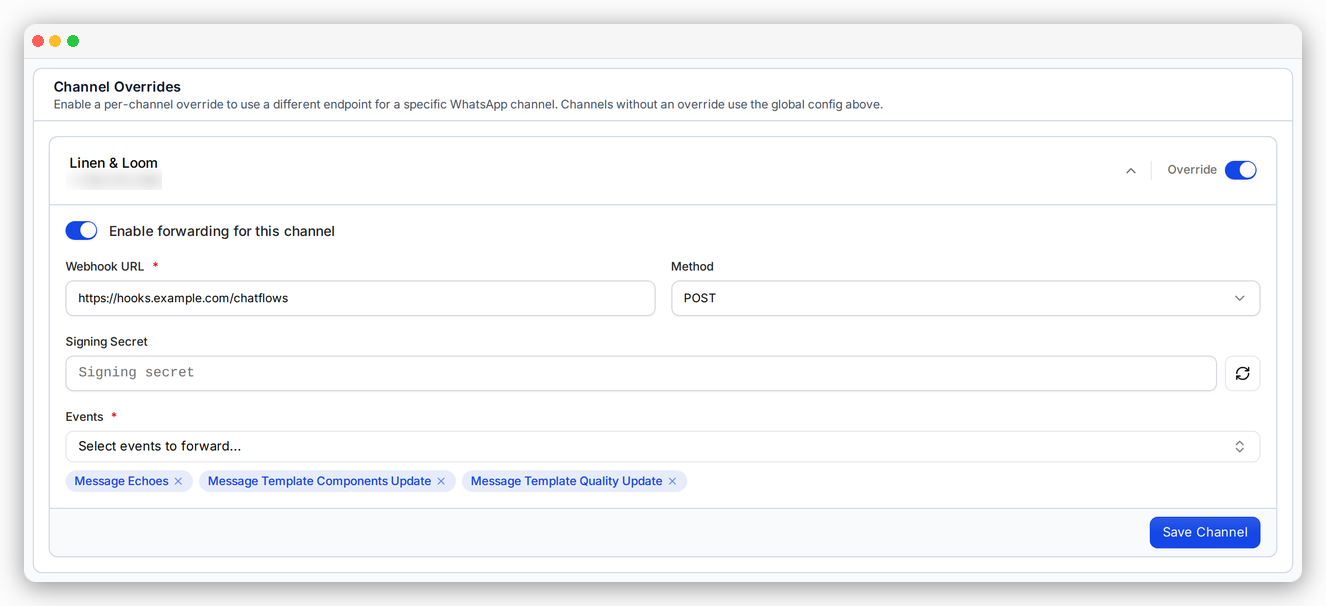 Channel Overrides
Enable a per-channel override to use a different endpoint for a specific WhatsApp channel. Channels without an override use the global config above.
Linen & Loom
Override
Enable forwarding for this channel
Webhook URL *
Method
https://hooks.example.com/chatflows
POST
Signing Secret
Signing secret
Events *
Select events to forward...
Message Echoes × Message Template Components Update × Message Template Quality Update ×
Save Channel